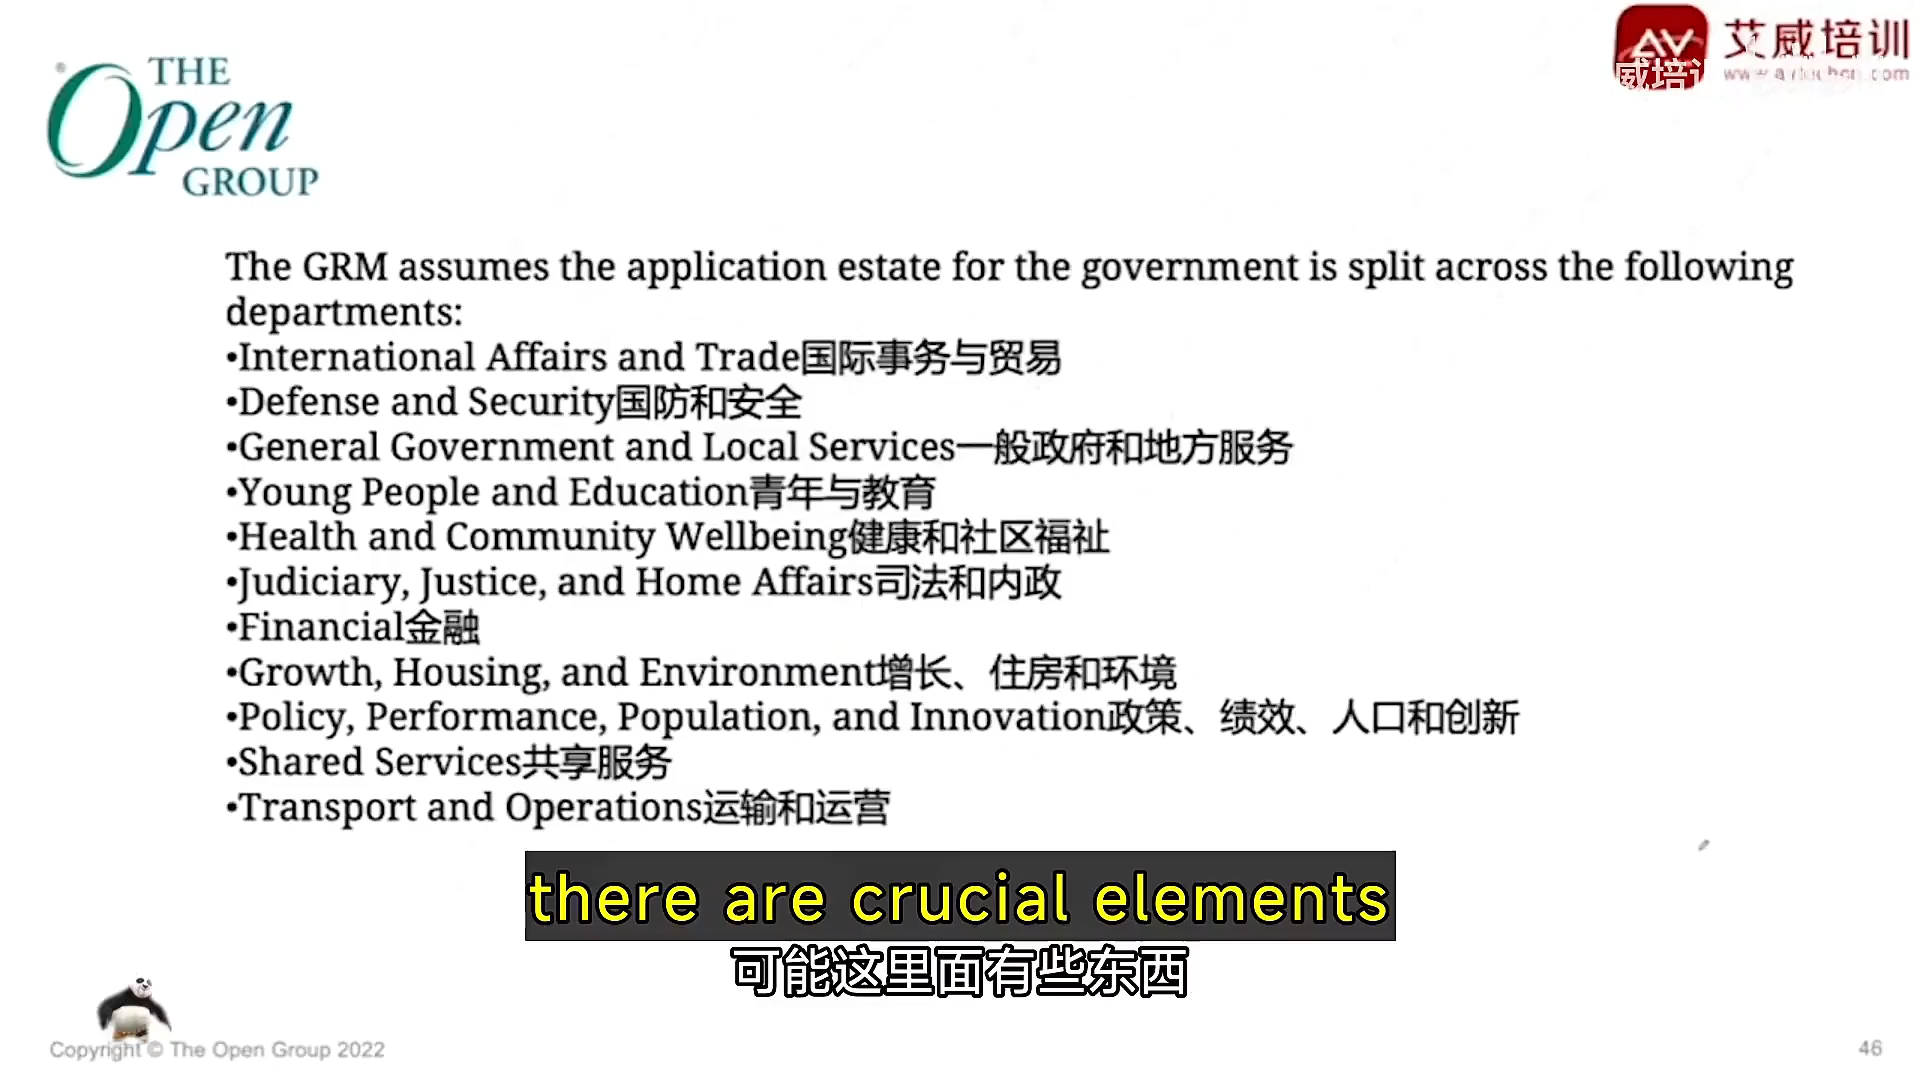 THE
Open
GROUP
®
艾威培训
威培
The GRM assumes the application estate for the government is split across the following
departments:
•International Affairs and Trade国际事务与贸易
•Defense and Security国防和安全
•General Government and Local Services一般政府和地方服务
•Young People and Education青年与教育
•Health and Community Wellbeing健康和社区福祉
•Judiciary, Justice, and Home Affairs司法和内政
•Financial金融
•Growth, Housing, and Environment增长、住房和环境
•Policy, Performance, Population, and Innovation政策、绩效、人口和创新
•Shared Services共享服务
•Transport and Operations运输和运营
there are crucial elements
可能这里面有些东西
Copyright © The Open Group 2022
46